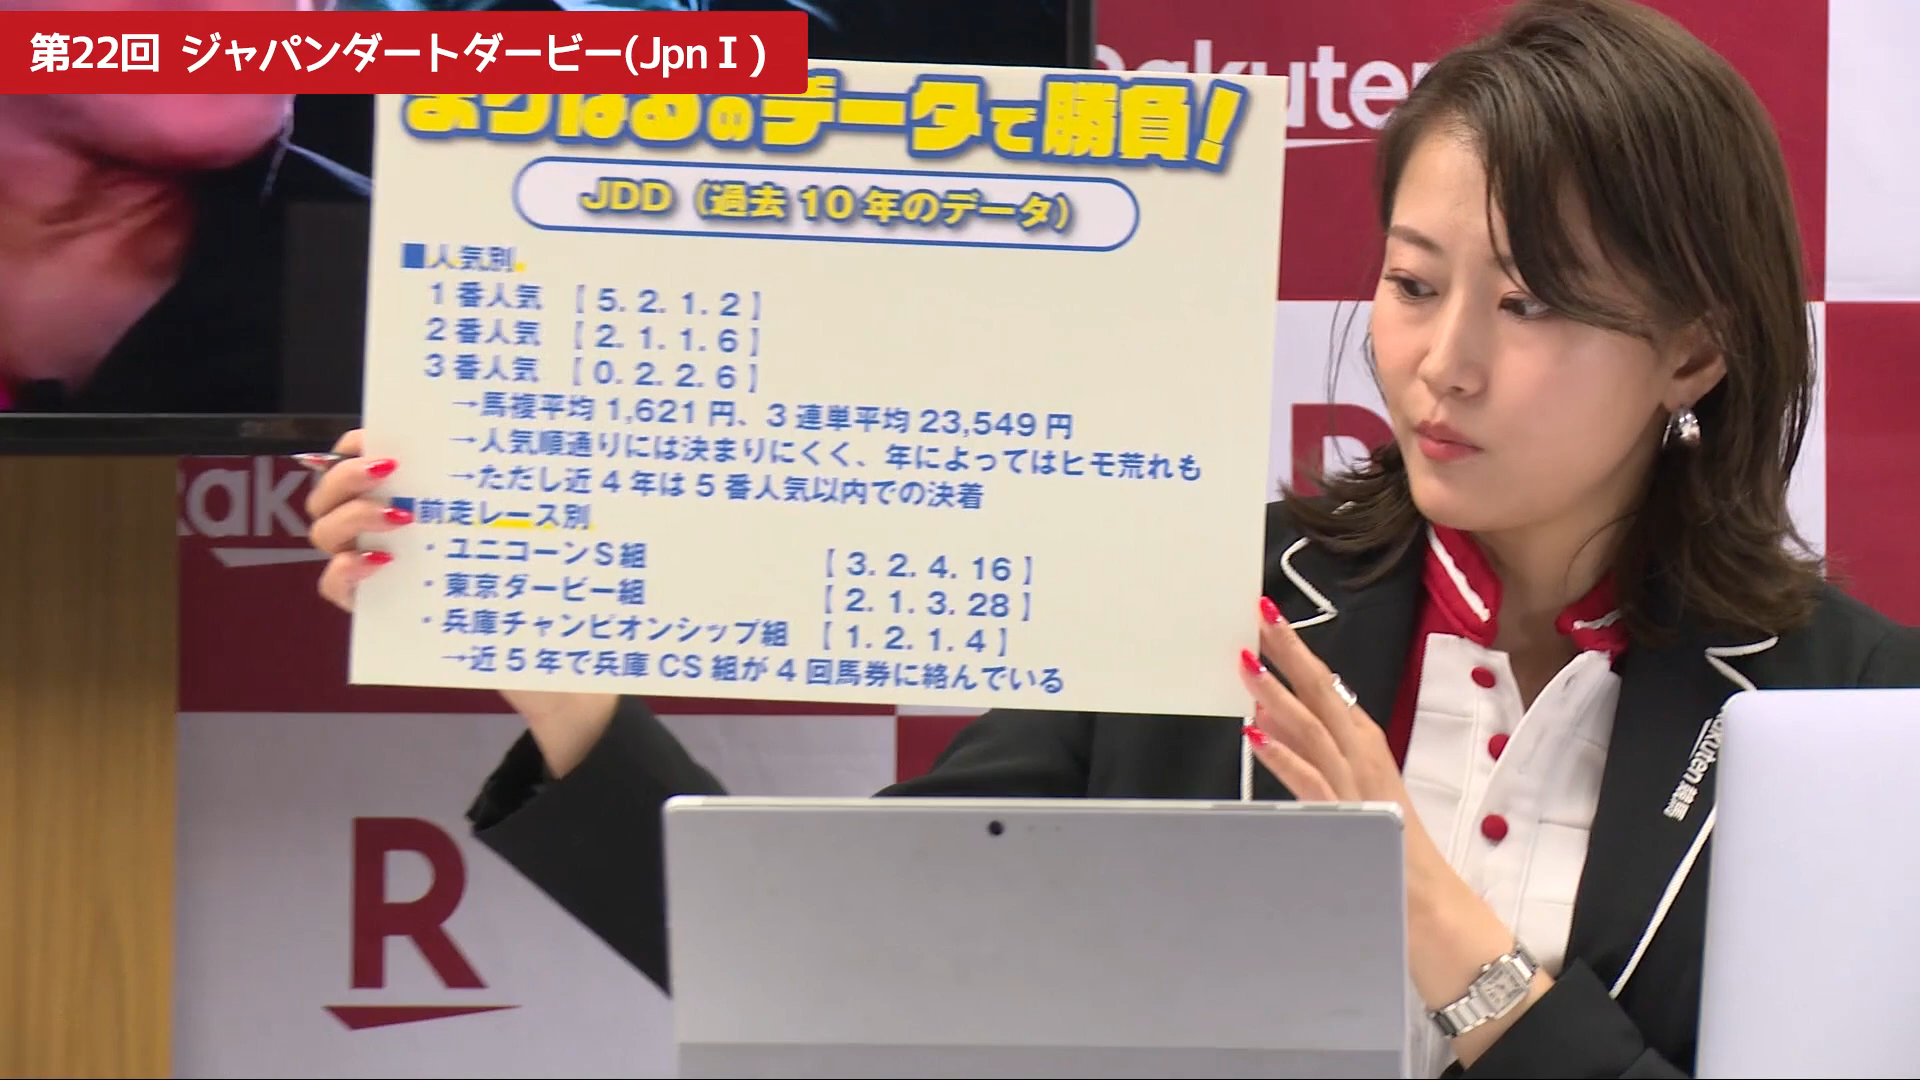 第22回 ジャパンダートダービー(JpnⅠ)
まりはるのデータで勝負!
JDD(過去10年のデータ)
■人気別
1番人気 【5.2.1.2】
2番人気 【2.1.1.6】
3番人気 【0.2.2.6】
→馬複平均1,621円、3連単平均23,549円
→人気順通りには決まりにくく、年によってはヒモ荒れも
→ただし近4年は5番人気以内での決着
■前走レース別
・ユニコーンS組 【3.2.4.16】
・東京ダービー組 【2.1.3.28】
・兵庫チャンピオンシップ組 【1.2.1.4】
→近5年で兵庫CS組が4回馬券に絡んでいる
Rakuten
Rak
R
R
Rakuten 競馬